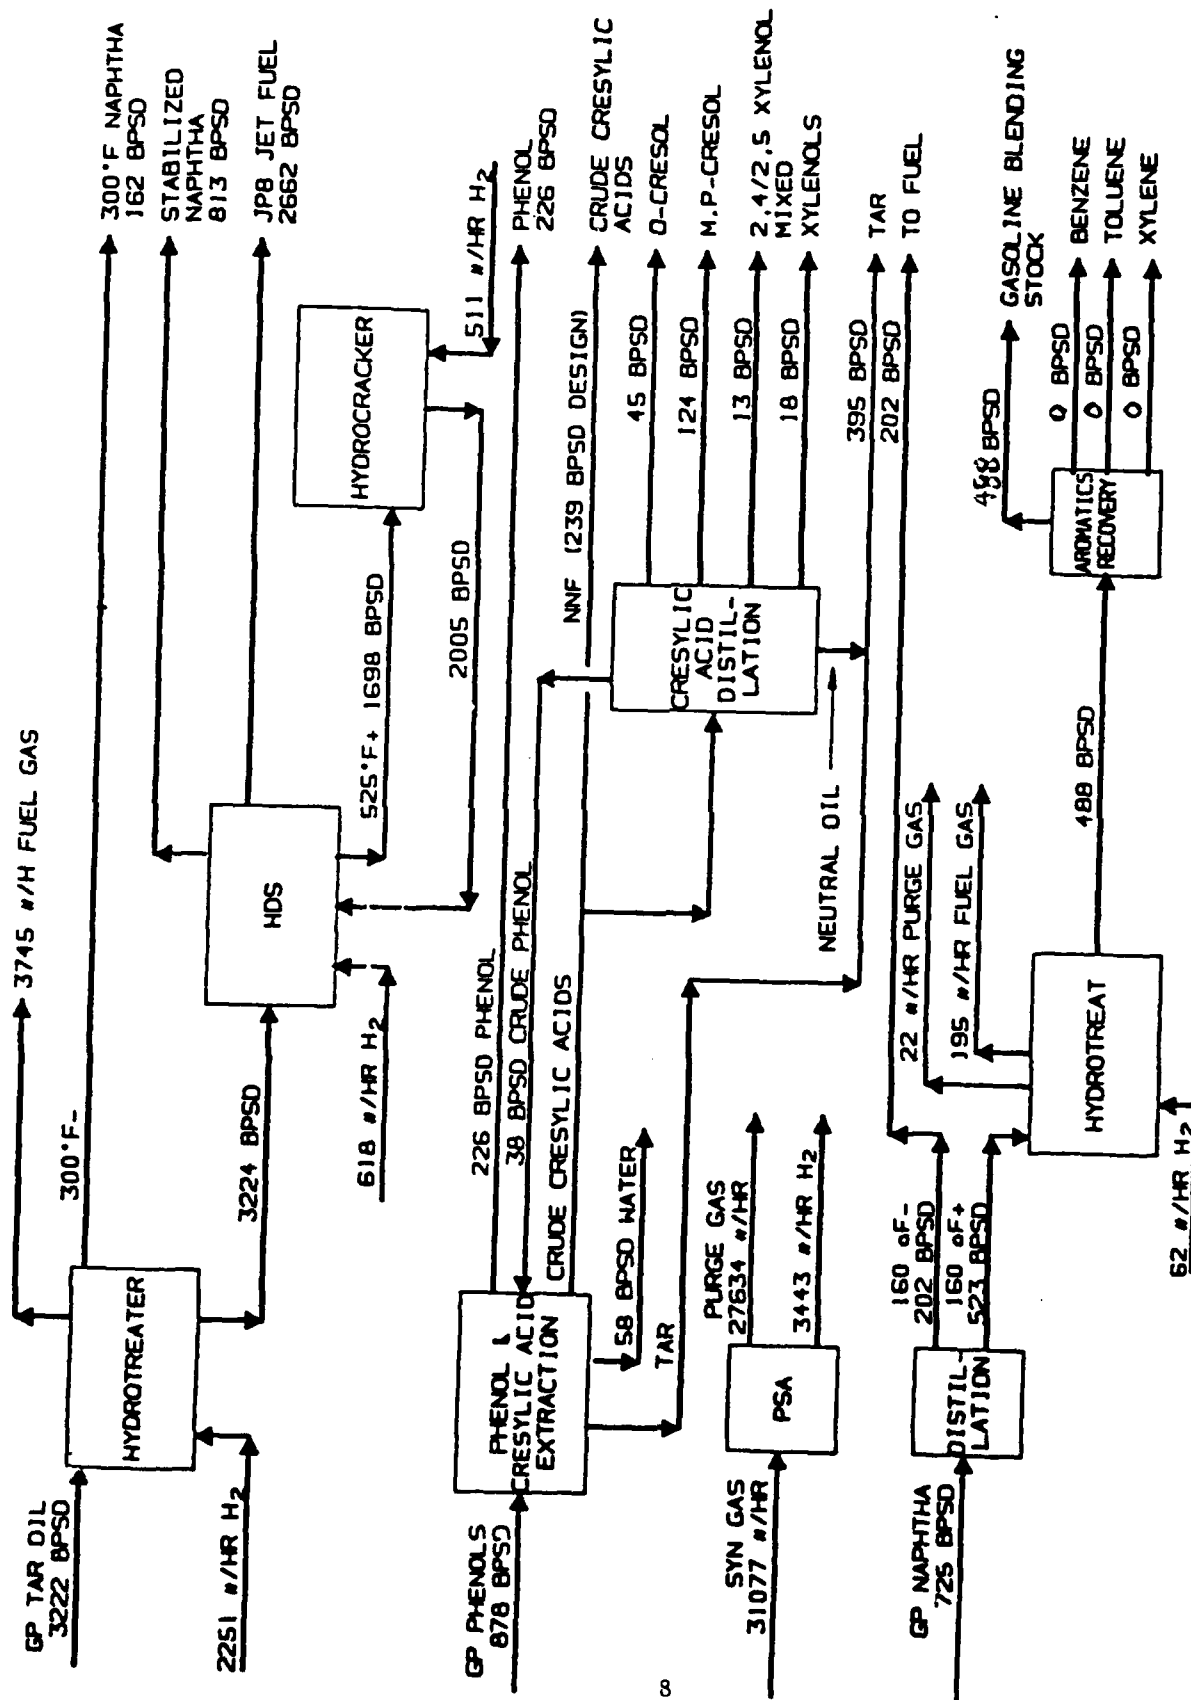 GP TAR OIL
3222 BPSD
2251 #/HR H2
HYDROTREATER
3745 #/H FUEL GAS
300°F-
3224 BPSD
618 #/HR H2
HDS
525°F+ 1698 BPSD
2005 BPSD
HYDROCRACKER
511 #/HR H2
300°F NAPHTHA
162 BPSD
STABILIZED
NAPHTHA
813 BPSD
JP8 JET FUEL
2662 BPSD
GP PHENOLS
878 BPSD
PHENOL &
CRESYLIC ACID
EXTRACTION
226 BPSD PHENOL
38 BPSD CRUDE PHENOL
CRUDE CRESYLIC ACIDS
58 BPSD WATER
TAR
NNF (239 BPSD DESIGN)
CRESYLIC
ACID
DISTIL-
LATION
NEUTRAL OIL
PHENOL
226 BPSD
CRUDE CRESYLIC
ACIDS
45 BPSD
O-CRESOL
124 BPSD
M,P-CRESOL
13 BPSD
2,4/2,5 XYLENOL
18 BPSD
MIXED
XYLENOLS
395 BPSD
TAR
202 BPSD
TO FUEL
SYN GAS
31077 #/HR
PSA
PURGE GAS
27634 #/HR
3443 #/HR H2
GP NAPHTHA
725 BPSD
DISTIL-
LATION
160 oF-
202 BPSD
160 oF+
523 BPSD
62 #/HR H2
HYDROTREAT
22 #/HR PURGE GAS
195 #/HR FUEL GAS
488 BPSD
AROMATICS
RECOVERY
BPSD
GASOLINE BLENDING
STOCK
0 BPSD
BENZENE
0 BPSD
TOLUENE
0 BPSD
XYLENE
8